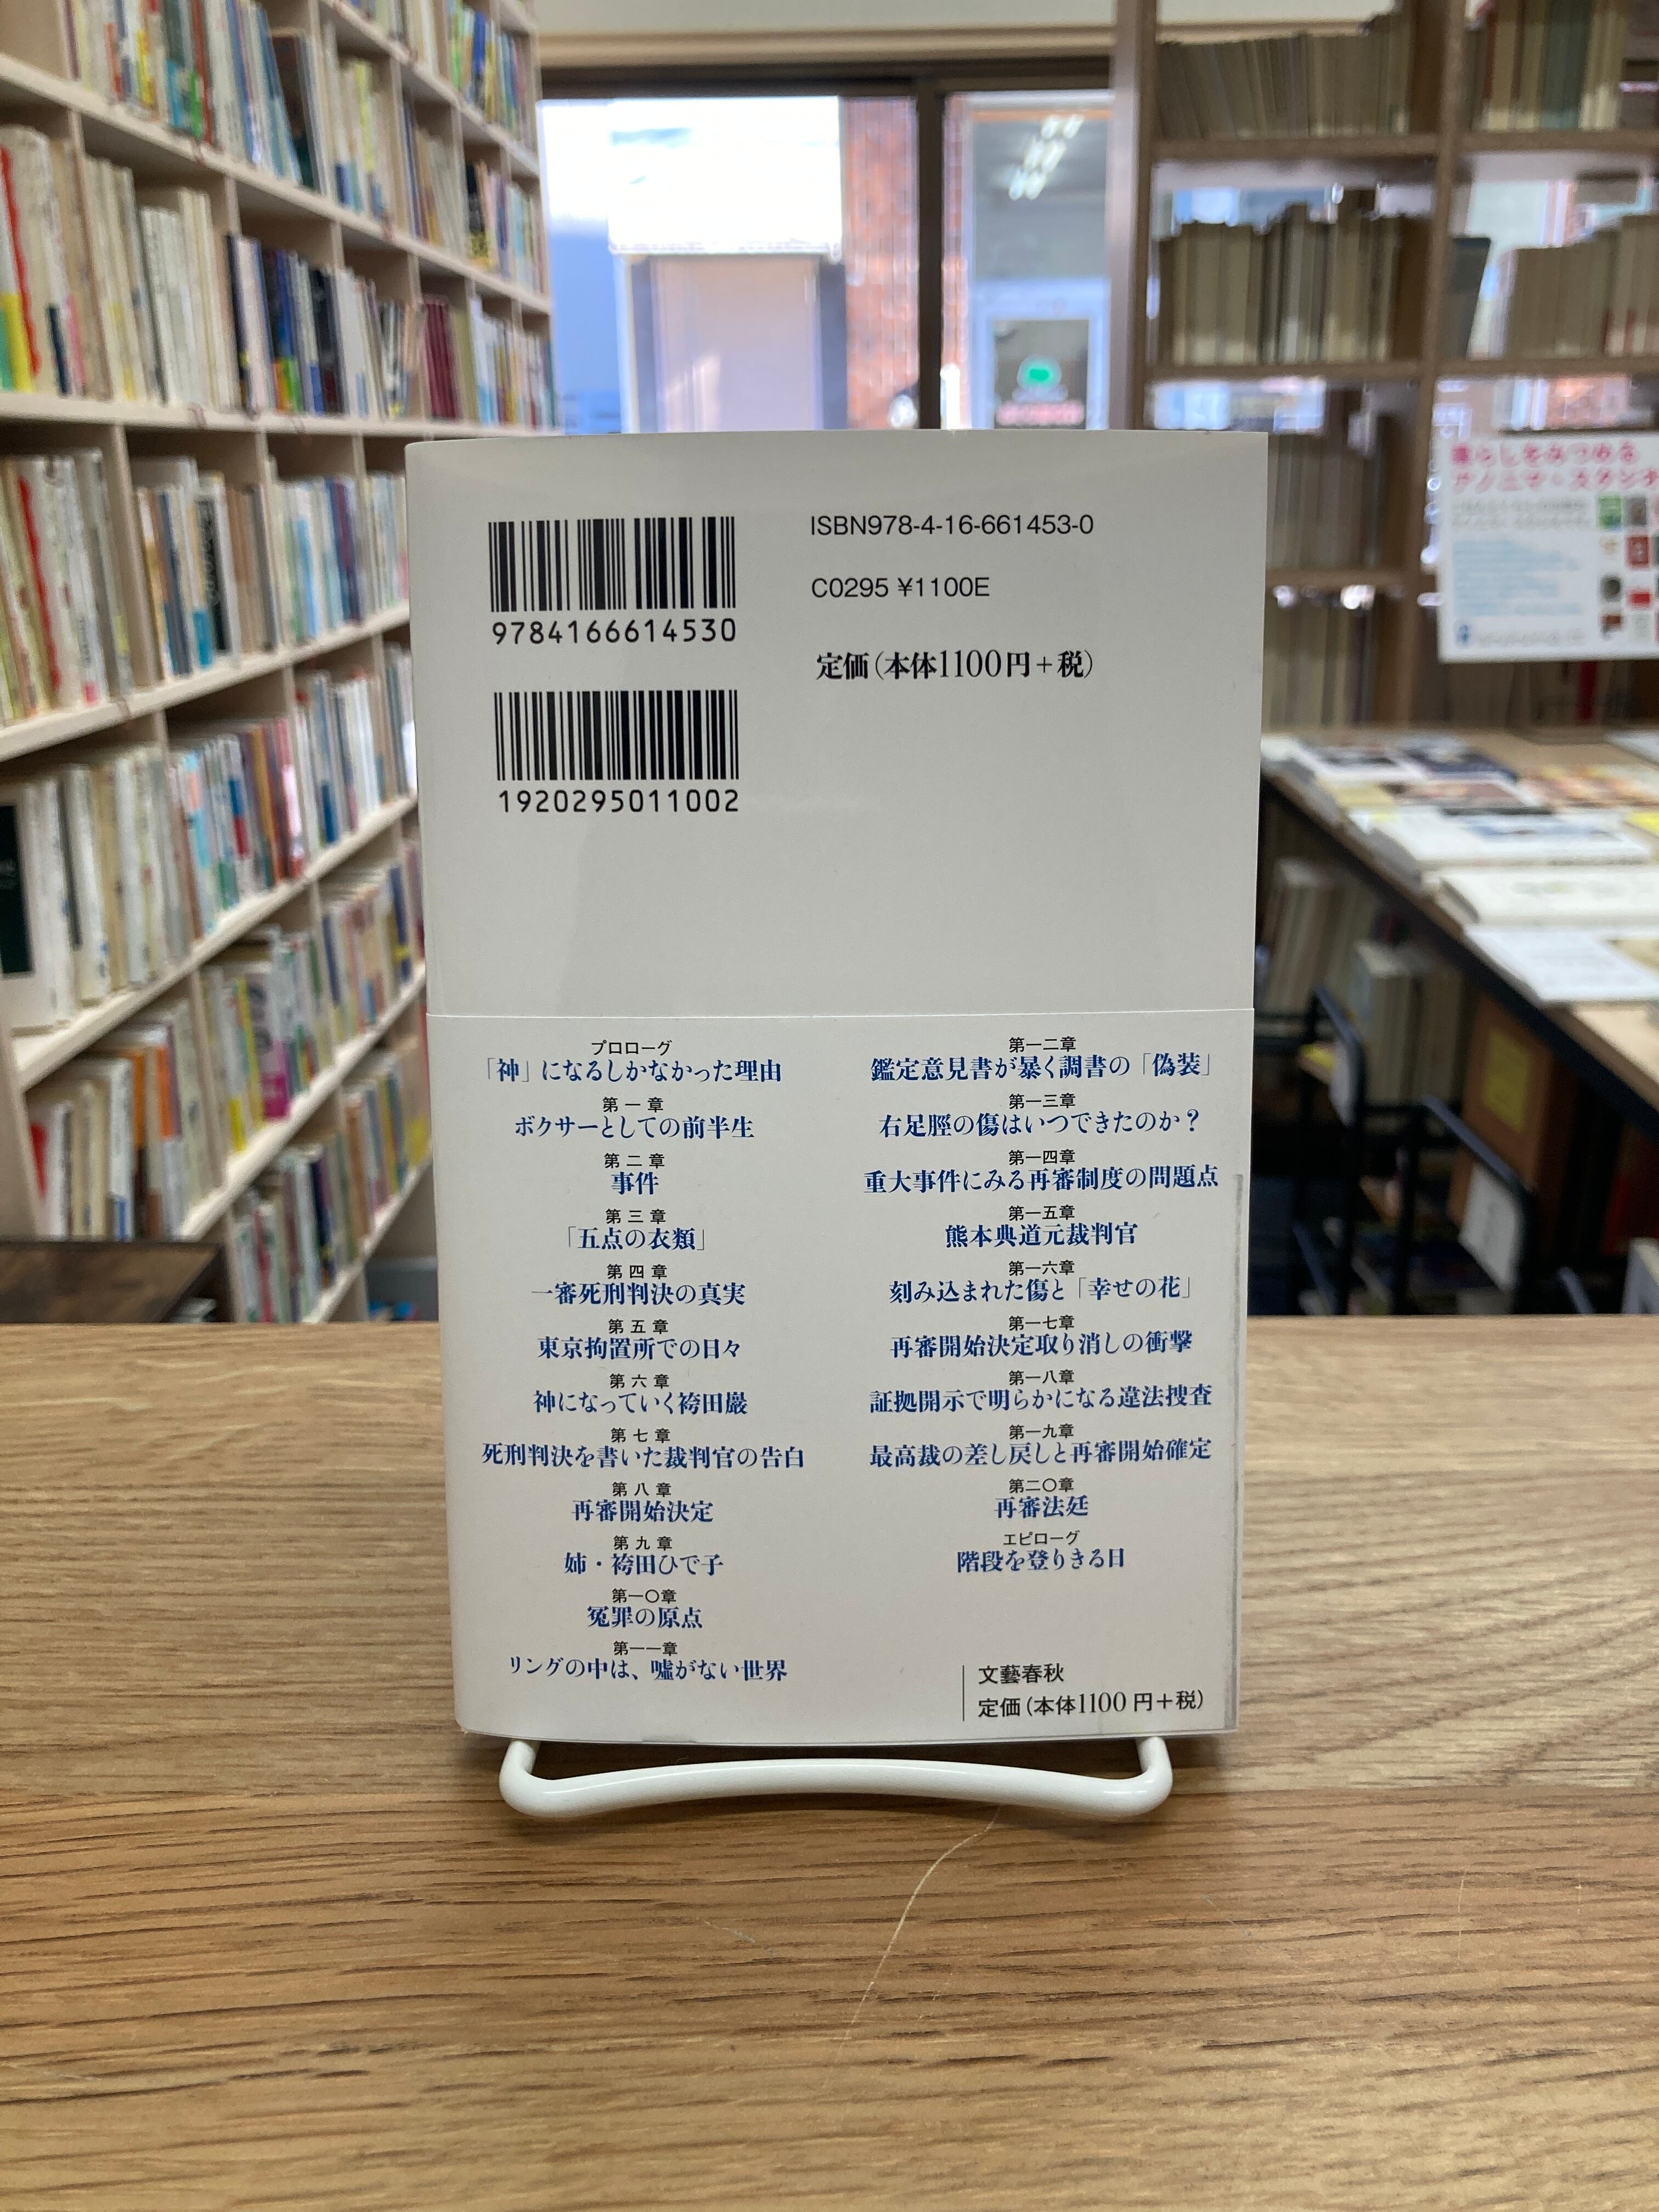 ISBN978-4-16-661453-0
C0295 ¥1100E
定価(本体1100円+税)
9784166614530
1920295011002
プロローグ
「神」になるしかなかった理由
第一章
ボクサーとしての前半生
第二章
事件
第三章
「五点の衣類」
第四章
一審死刑判決の真実
第五章
東京拘置所での日々
第六章
神になっていく袴田巖
第七章
死刑判決を書いた裁判官の告白
第八章
再審開始決定
第九章
姉・袴田ひで子
第一〇章
冤罪の原点
第一一章
リングの中は、嘘がない世界
第一二章
鑑定意見書が暴く調書の「偽装」
第一三章
右足脛の傷はいつできたのか?
第一四章
重大事件にみる再審制度の問題点
第一五章
熊本典道元裁判官
第一六章
刻み込まれた傷と「幸せの花」
第一七章
再審開始決定取り消しの衝撃
第一八章
証拠開示で明らかになる違法捜査
第一九章
最高裁の差し戻しと再審開始確定
第二〇章
再審法廷
エピローグ
階段を登りきる日
文藝春秋
定価(本体1100円+税)
暮らしをみつめる